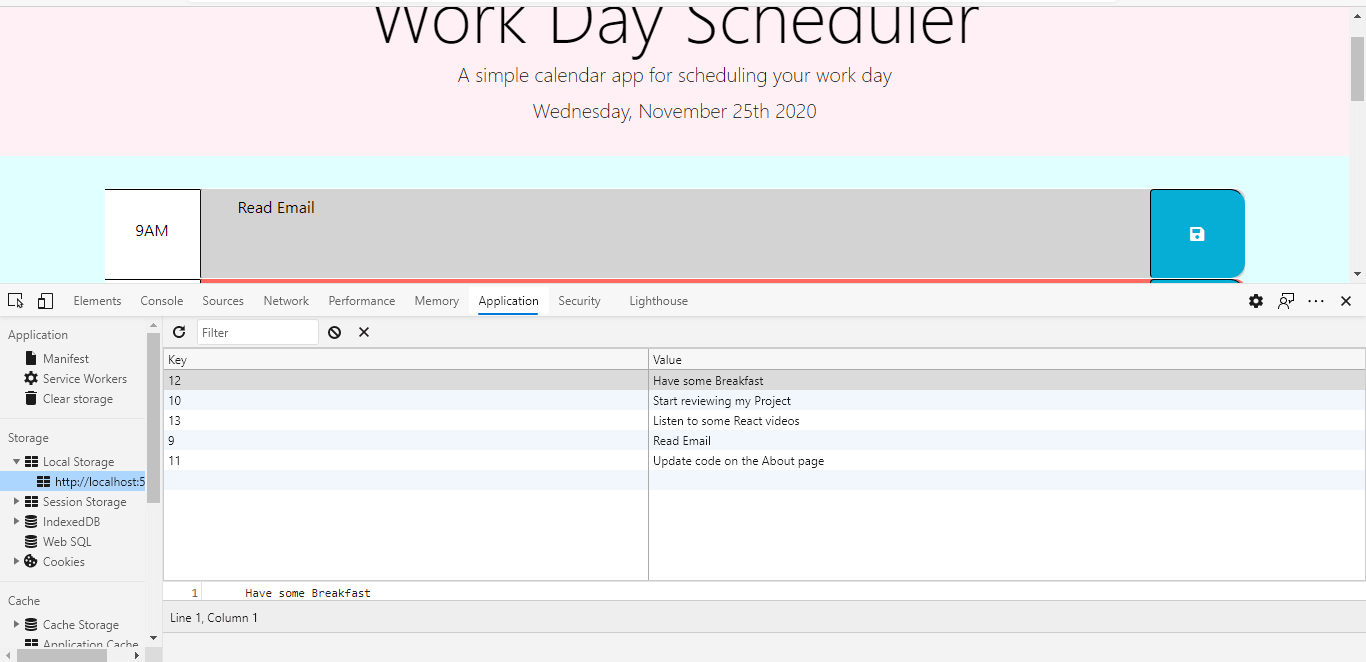 Work Day Scheduler
A simple calendar app for scheduling your work day
Wednesday, November 25th 2020
9AM
Read Email
Elements Console Sources Network Performance Memory Application Security Lighthouse
Application
Manifest
Service Workers
Clear storage
Storage
Local Storage
http://localhost:5
Session Storage
IndexedDB
Web SQL
Cookies
Cache
Cache Storage
Application Cache
Filter
Key Value
12 Have some Breakfast
10 Start reviewing my Project
13 Listen to some React videos
9 Read Email
11 Update code on the About page
1 Have some Breakfast
Line 1, Column 1